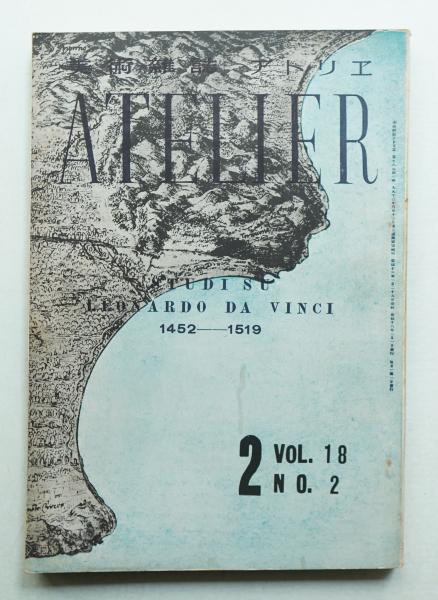 美術雑誌 アトリヱ
ATELIER
STUDI SU
LEONARDO DA VINCI
1452—1519
2 VOL. 18
NO. 2